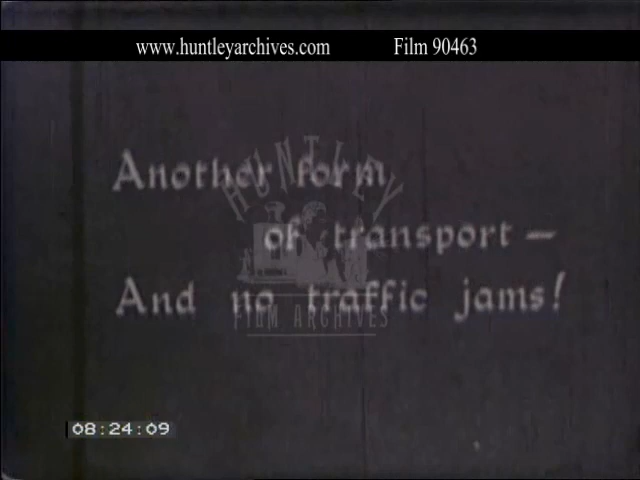 www.huntleyarchives.com Film 90463
Another form
of transport —
And no traffic jams!
HUNTLEY
FILM ARCHIVES
08:24:09